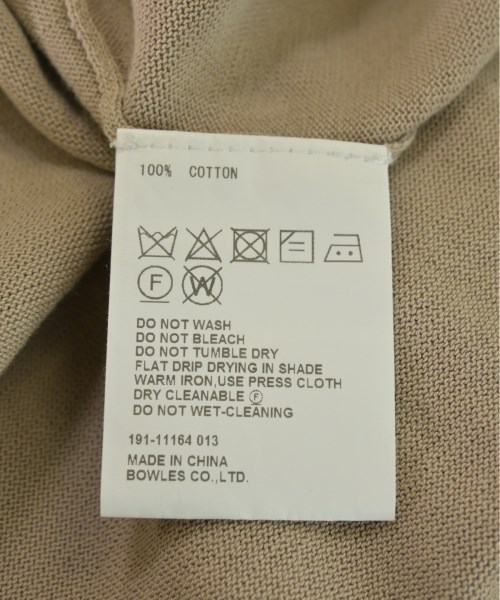 100% COTTON
F W
DO NOT WASH
DO NOT BLEACH
DO NOT TUMBLE DRY
FLAT DRIP DRYING IN SHADE
WARM IRON,USE PRESS CLOTH
DRY CLEANABLE Ⓕ
DO NOT WET-CLEANING
191-11164 013
MADE IN CHINA
BOWLES CO.,LTD.